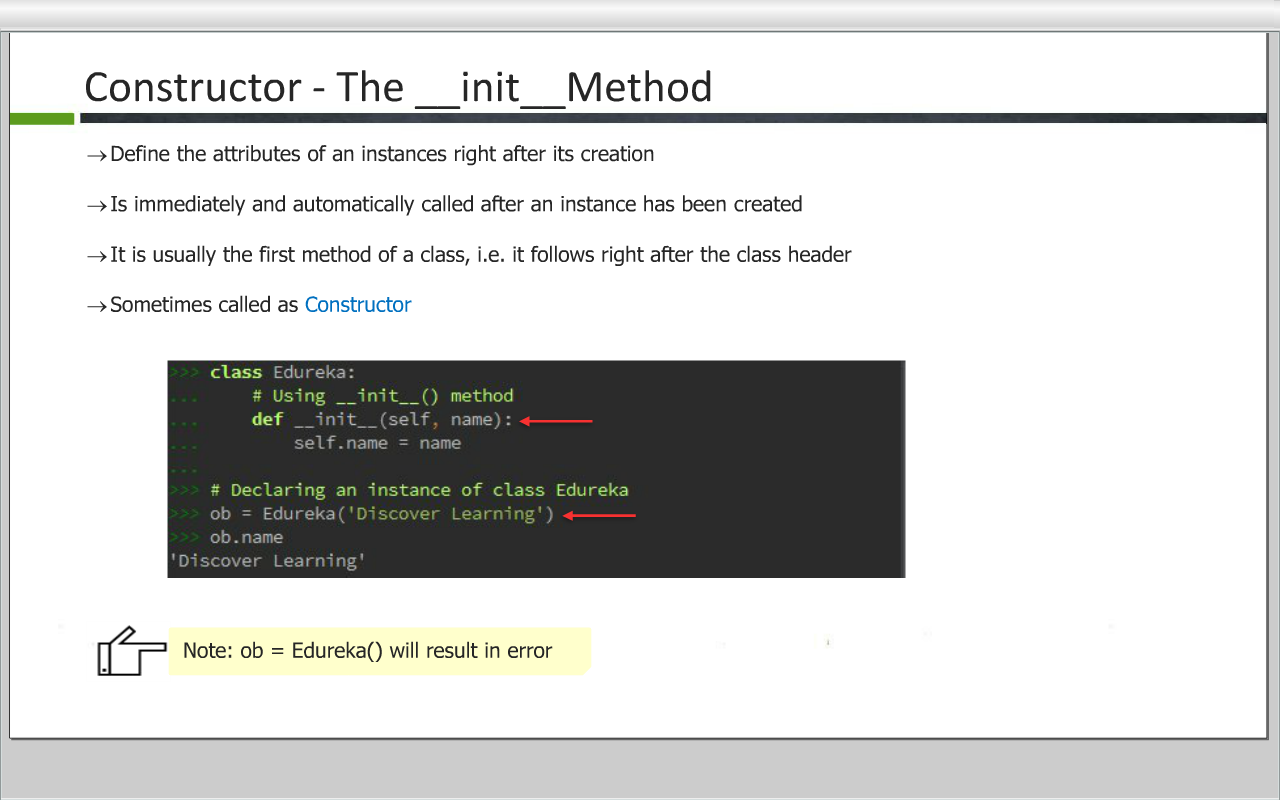 Constructor - The __init__Method
→Define the attributes of an instances right after its creation
→Is immediately and automatically called after an instance has been created
→It is usually the first method of a class, i.e. it follows right after the class header
→Sometimes called as Constructor
>>> class Edureka:
...     # Using __init__() method
...     def __init__(self, name):
...         self.name = name
...
>>> # Declaring an instance of class Edureka
>>> ob = Edureka('Discover Learning')
>>> ob.name
'Discover Learning'
Note: ob = Edureka() will result in error